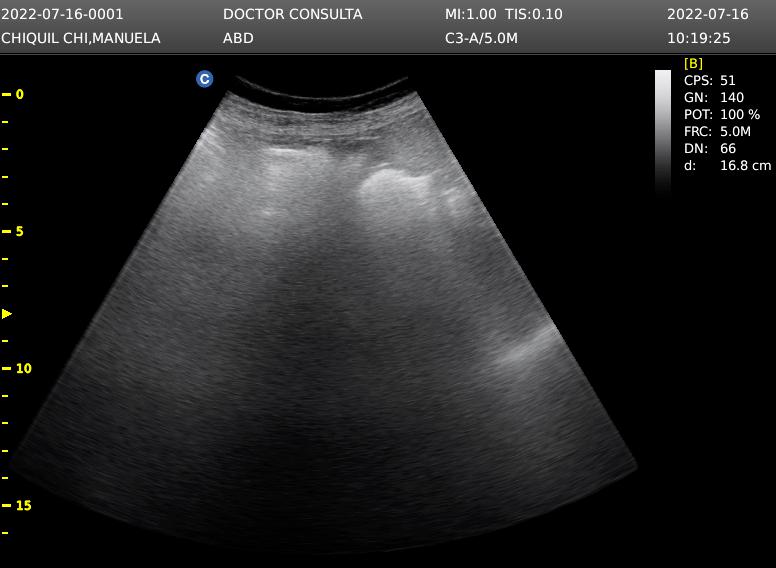 2022-07-16-0001 DOCTOR CONSULTA MI:1.00 TIS:0.10 2022-07-16
CHIQUIL CHI,MANUELA ABD C3-A/5.0M 10:19:25
C
[B]
CPS: 51
GN: 140
POT: 100 %
FRC: 5.0M
DN: 66
d: 16.8 cm
0
5
10
15